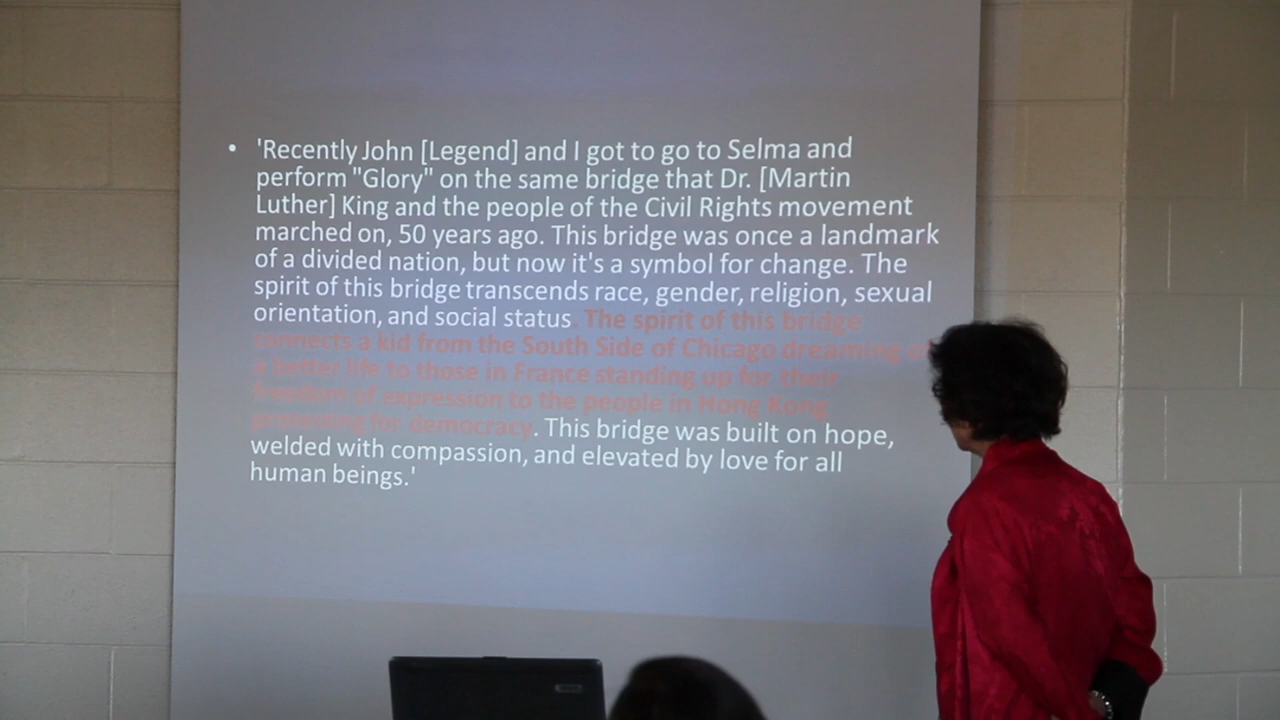 • 'Recently John [Legend] and I got to go to Selma and
perform "Glory" on the same bridge that Dr. [Martin
Luther] King and the people of the Civil Rights movement
marched on, 50 years ago. This bridge was once a landmark
of a divided nation, but now it's a symbol for change. The
spirit of this bridge transcends race, gender, religion, sexual
orientation, and social status. The spirit of this bridge
connects a kid from the South Side of Chicago dreaming of
a better life to those in France standing up for their
freedom of expression to the people in Hong Kong
protesting for democracy. This bridge was built on hope,
welded with compassion, and elevated by love for all
human beings.'